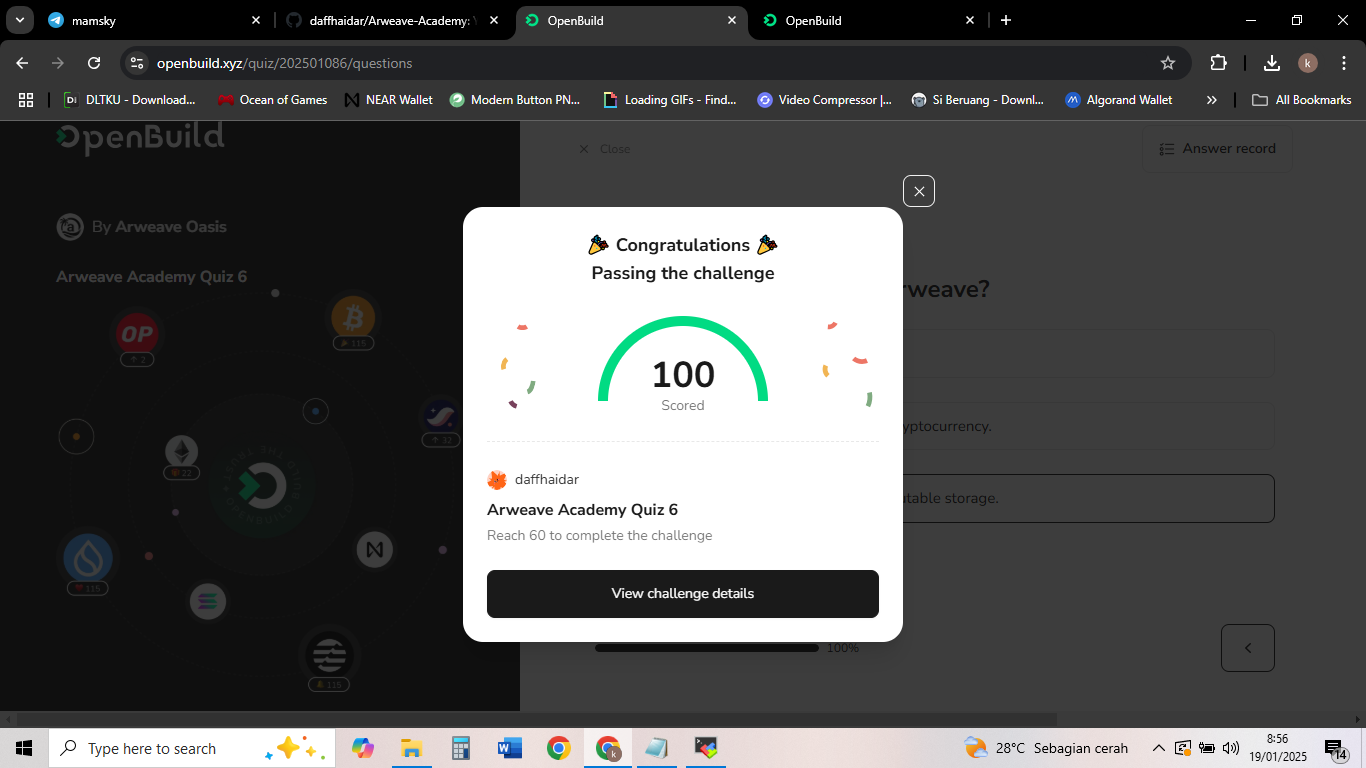 mamsky
daffhaidar/Arweave-Academy:
OpenBuild
OpenBuild
openbuild.xyz/quiz/202501086/questions
k
DLTKU - Download...
Ocean of Games
NEAR Wallet
Modern Button PN...
Loading GIFs - Find...
Video Compressor |...
Si Beruang - Downl...
Algorand Wallet
All Bookmarks
OpenBuild
Close
Answer record
By Arweave Oasis
Arweave Academy Quiz 6
OP
2
115
22
32
115
115
rweave?
yptocurrency.
utable storage.
100%
Congratulations
Passing the challenge
100
Scored
daffhaidar
Arweave Academy Quiz 6
Reach 60 to complete the challenge
View challenge details
Type here to search
28°C Sebagian cerah
8:56
19/01/2025
14